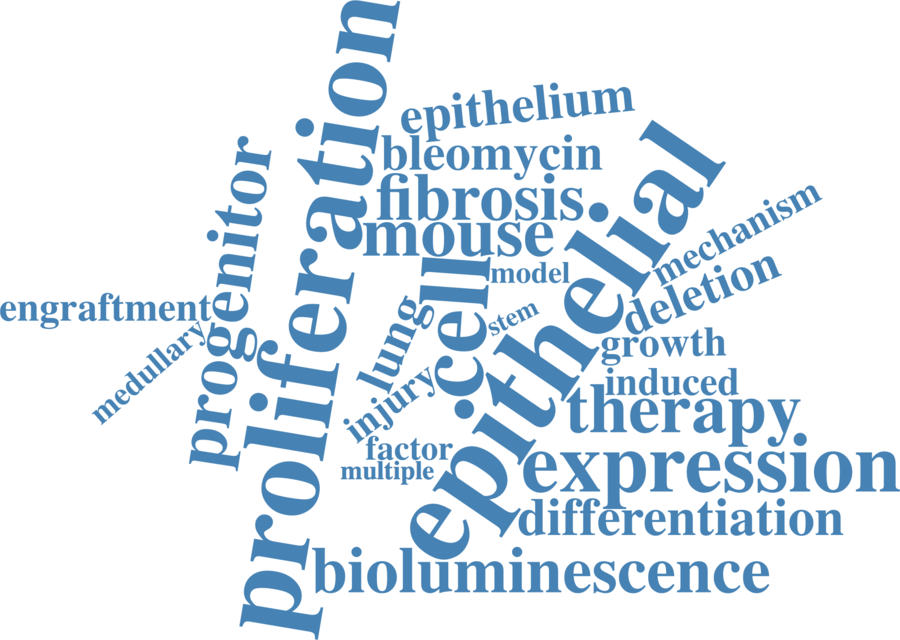 proliferation
epithelium
bleomycin
fibrosis
mouse
epithelial
progenitor
mechanism
model
cell
deletion
engraftment
lung
stem
medullary
growth
injury
induced
therapy
factor
multiple
expression
differentiation
bioluminescence